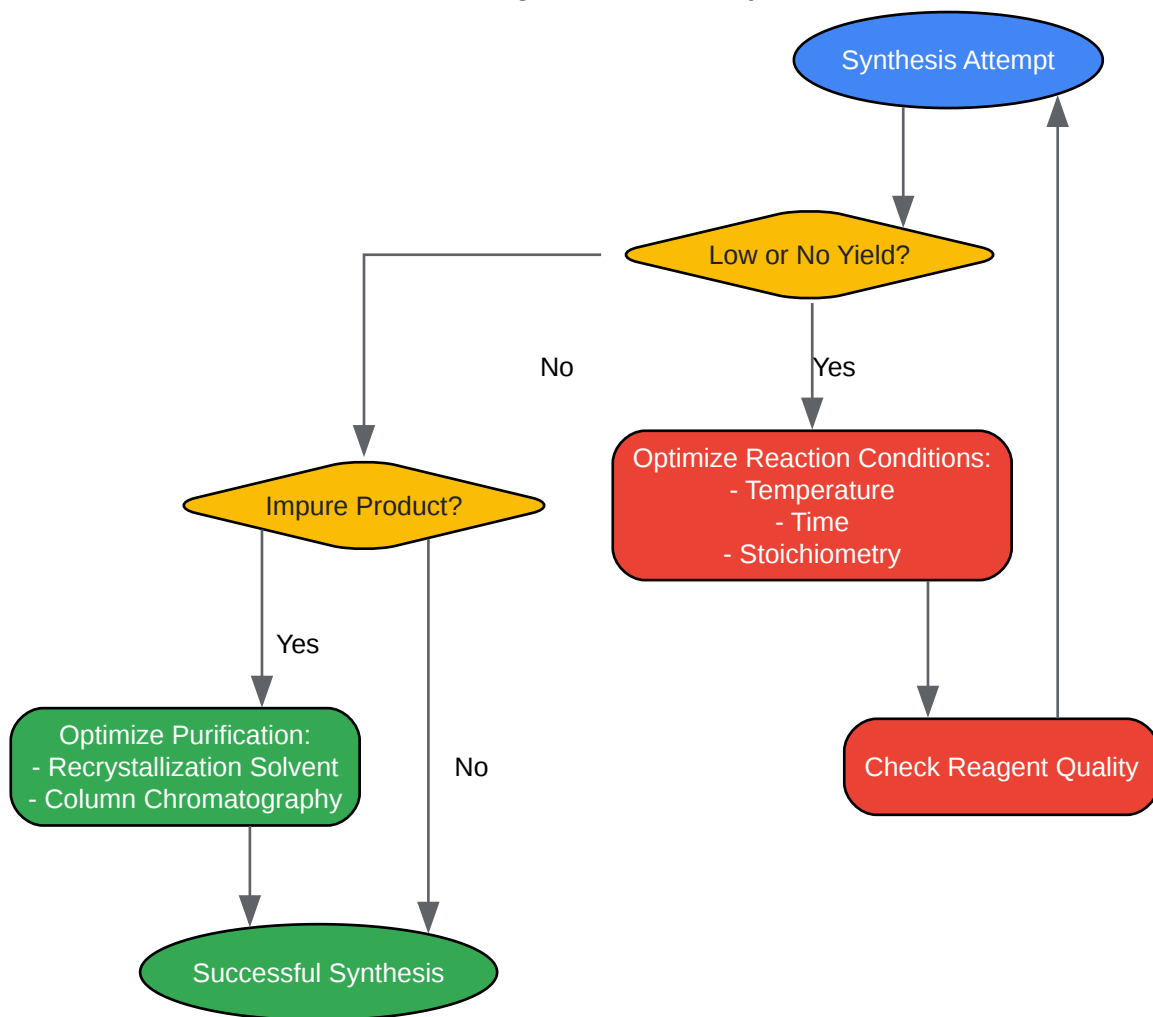 Synthesis Attempt
Low or No Yield?
No
Yes
Optimize Reaction Conditions:
- Temperature
- Time
- Stoichiometry
Impure Product?
Yes
No
Optimize Purification:
- Recrystallization Solvent
- Column Chromatography
Check Reagent Quality
Successful Synthesis